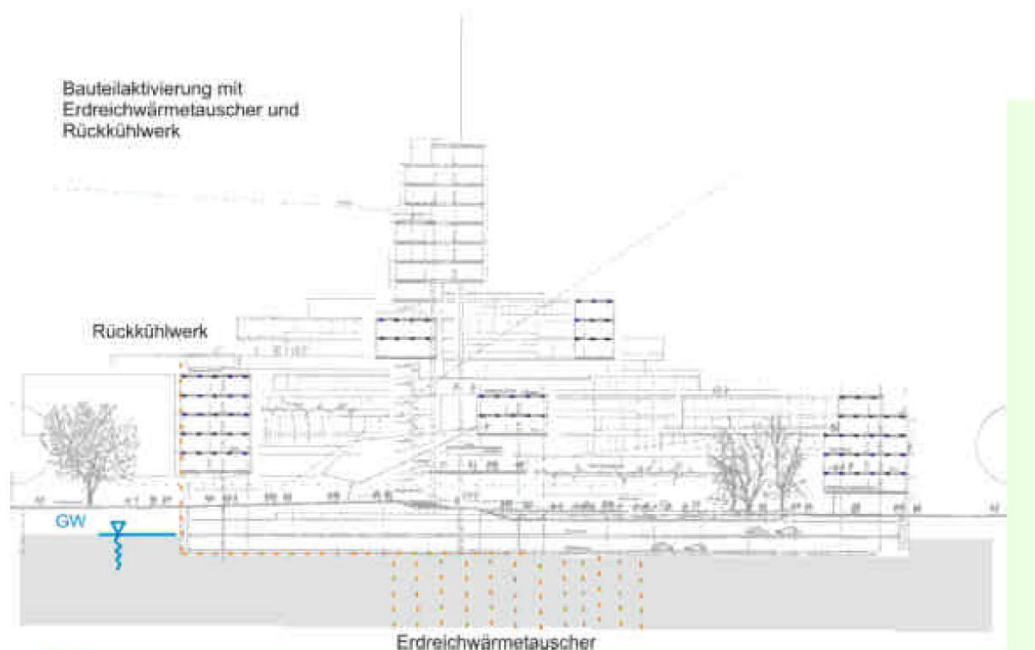 Bauteilaktivierung mit
Erdreichwärmetauscher und
Rückkühlwerk
Rückkühlwerk
GW
Erdreichwärmetauscher